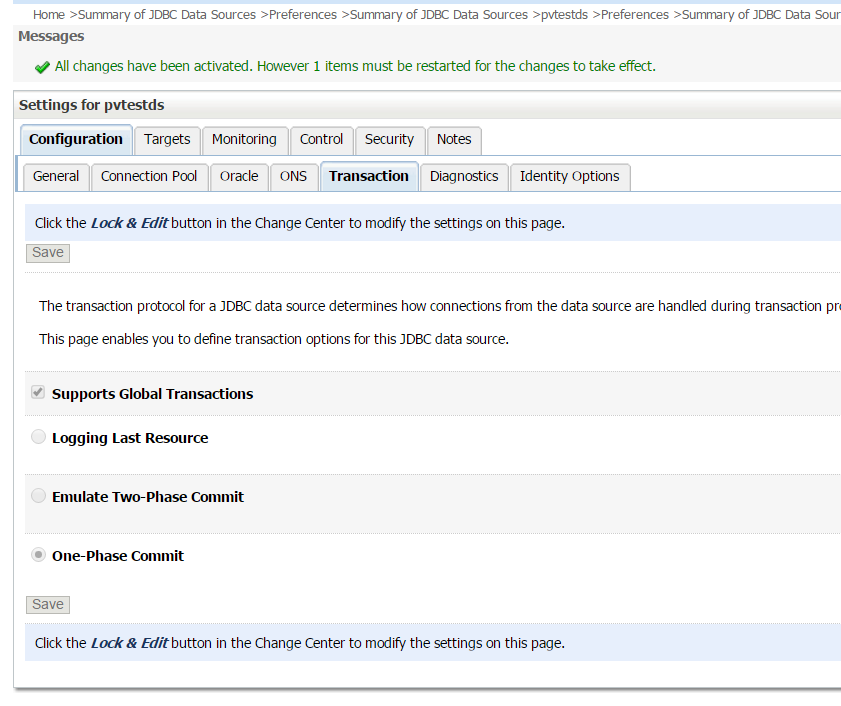 Home >Summary of JDBC Data Sources >Preferences >Summary of JDBC Data Sources >pvtestds >Preferences >Summary of JDBC Data Sour
Messages
All changes have been activated. However 1 items must be restarted for the changes to take effect.
Settings for pvtestds
Configuration Targets Monitoring Control Security Notes
General Connection Pool Oracle ONS Transaction Diagnostics Identity Options
Click the Lock & Edit button in the Change Center to modify the settings on this page.
Save
The transaction protocol for a JDBC data source determines how connections from the data source are handled during transaction pr
This page enables you to define transaction options for this JDBC data source.
Supports Global Transactions
Logging Last Resource
Emulate Two-Phase Commit
One-Phase Commit
Save
Click the Lock & Edit button in the Change Center to modify the settings on this page.